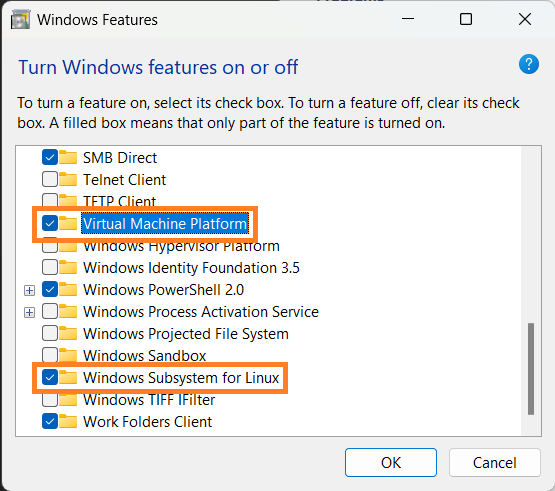 Windows Features
Turn Windows features on or off
?
To turn a feature on, select its check box. To turn a feature off, clear its check
box. A filled box means that only part of the feature is turned on.
SMB Direct
Telnet Client
TFTP Client
Virtual Machine Platform
Windows Hypervisor Platform
Windows Identity Foundation 3.5
Windows PowerShell 2.0
Windows Process Activation Service
Windows Projected File System
Windows Sandbox
Windows Subsystem for Linux
Windows TIFF IFilter
Work Folders Client
OK Cancel